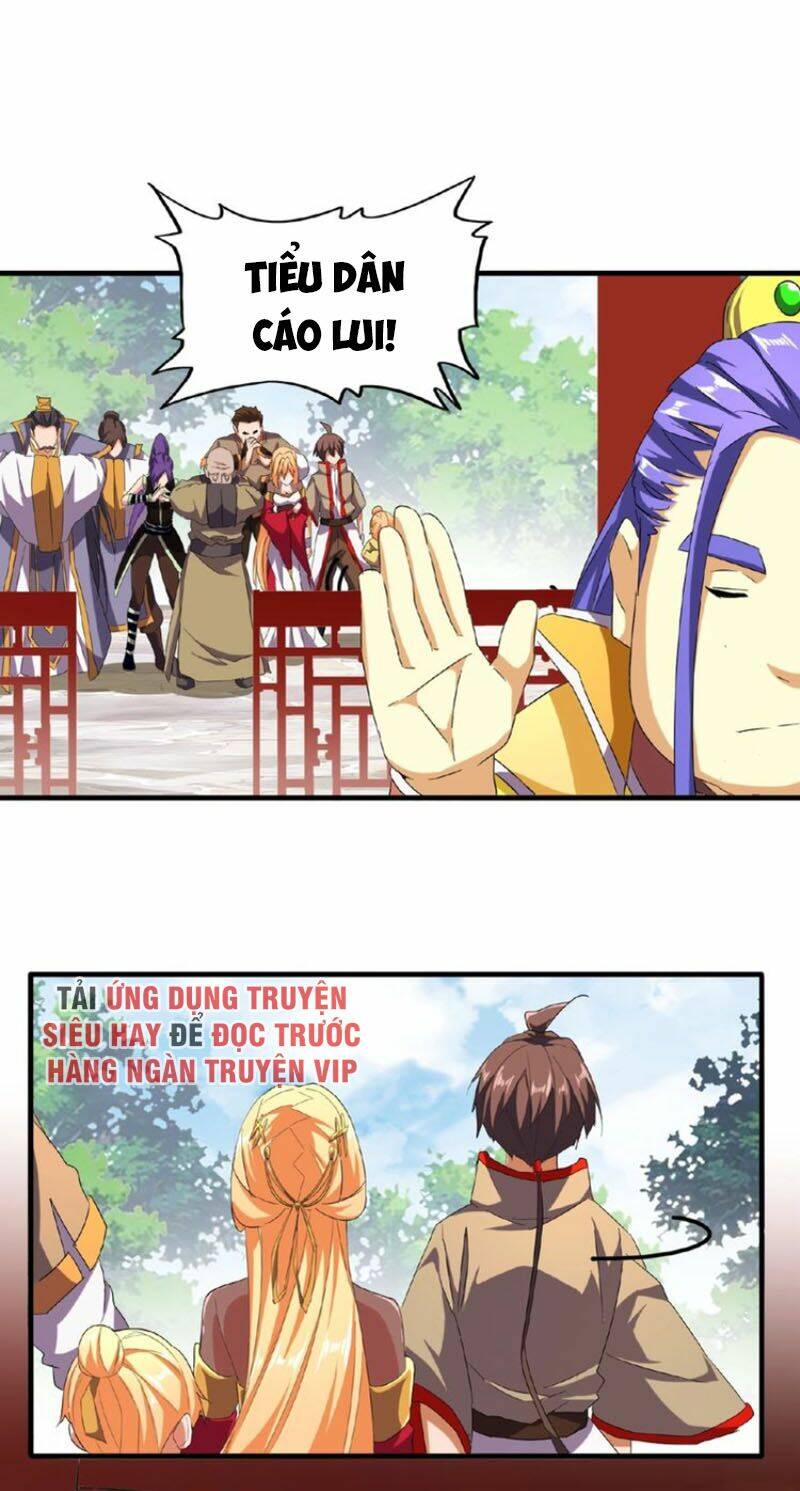 TIỂU DÂN
CÁO LUI!
TẢI ỨNG DỤNG TRUYỆN
SIÊU HAY ĐỂ ĐỌC TRƯỚC
HÀNG NGÀN TRUYỆN VIP